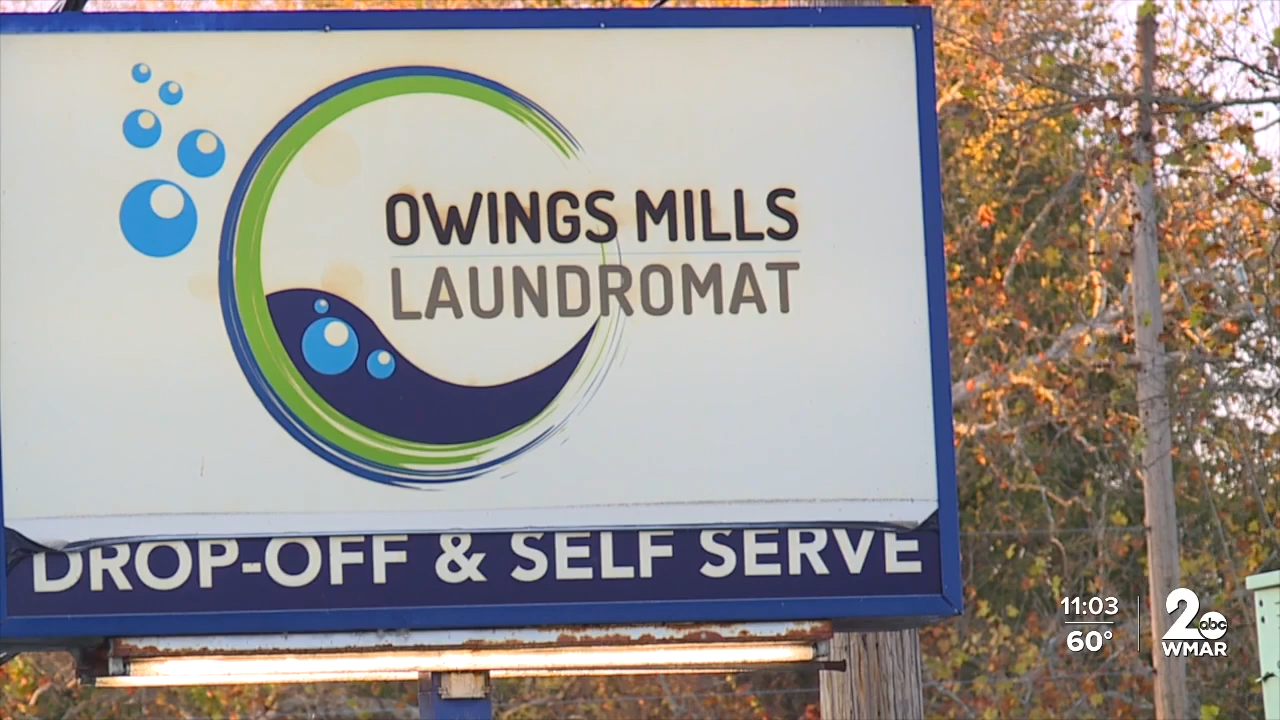 OWINGS MILLS
LAUNDROMAT
DROP-OFF & SELF SERVE
11:03
60°
2 abc
WMAR